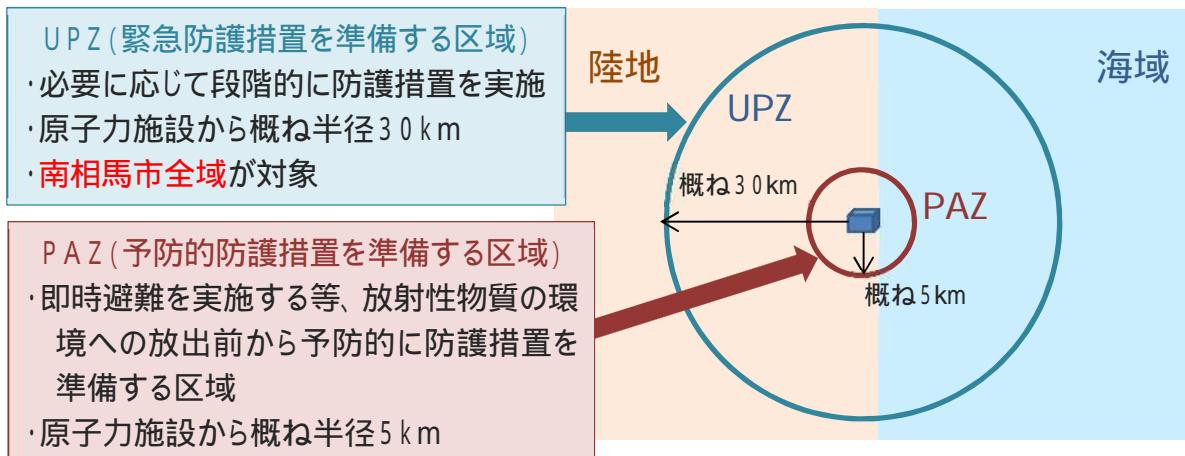 UPZ(緊急防護措置を準備する区域)
・必要に応じて段階的に防護措置を実施
・原子力施設から概ね半径30km
・南相馬市全域が対象
PAZ(予防的防護措置を準備する区域)
・即時避難を実施する等、放射性物質の環
境への放出前から予防的に防護措置を
準備する区域
・原子力施設から概ね半径5km
陸地
海域
UPZ
概ね30km
PAZ
概ね5km